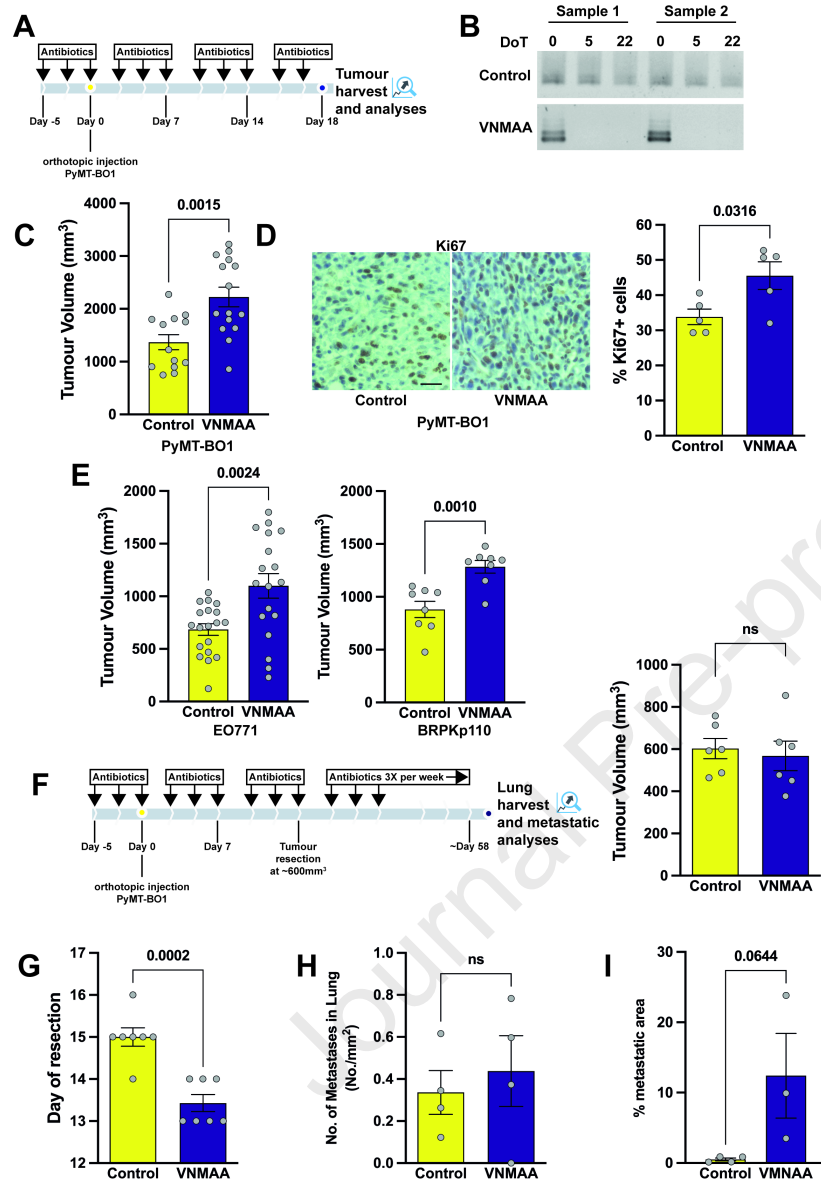 A
Antibiotics Antibiotics Antibiotics Antibiotics
Tumour
harvest
and analyses
Day -5 Day 0 Day 7 Day 14 Day 18
orthotopic injection
PyMT-BO1
B
Sample 1 Sample 2
DoT 0 5 22 0 5 22
Control
VNMAA
C
Tumour Volume (mm3)
4000
3000
2000
1000
0
0.0015
Control VNMAA
PyMT-BO1
D
Ki67
Control VNMAA
PyMT-BO1
% Ki67+ cells
60
50
40
30
20
10
0
0.0316
Control VNMAA
E
Tumour Volume (mm3)
2000
1500
1000
500
0
0.0024
Control VNMAA
EO771
Tumour Volume (mm3)
2000
1500
1000
500
0
0.0010
Control VNMAA
BRPKp110
F
Antibiotics Antibiotics Antibiotics Antibiotics 3X per week
Lung
harvest
and metastatic
analyses
Day -5 Day 0 Day 7 Tumour ~Day 58
resection
at ~600mm3
orthotopic injection
PyMT-BO1
Tumour Volume (mm3)
1000
800
600
400
200
0
ns
Control VNMAA
G
Day of resection
17
16
15
14
13
12
0.0002
Control VNMAA
H
No. of Metastases in Lung
(No./mm2)
1.0
0.8
0.6
0.4
0.2
0.0
ns
Control VNMAA
I
% metastatic area
30
20
10
0
0.0644
Control VMNAA
Journal Pre-pr